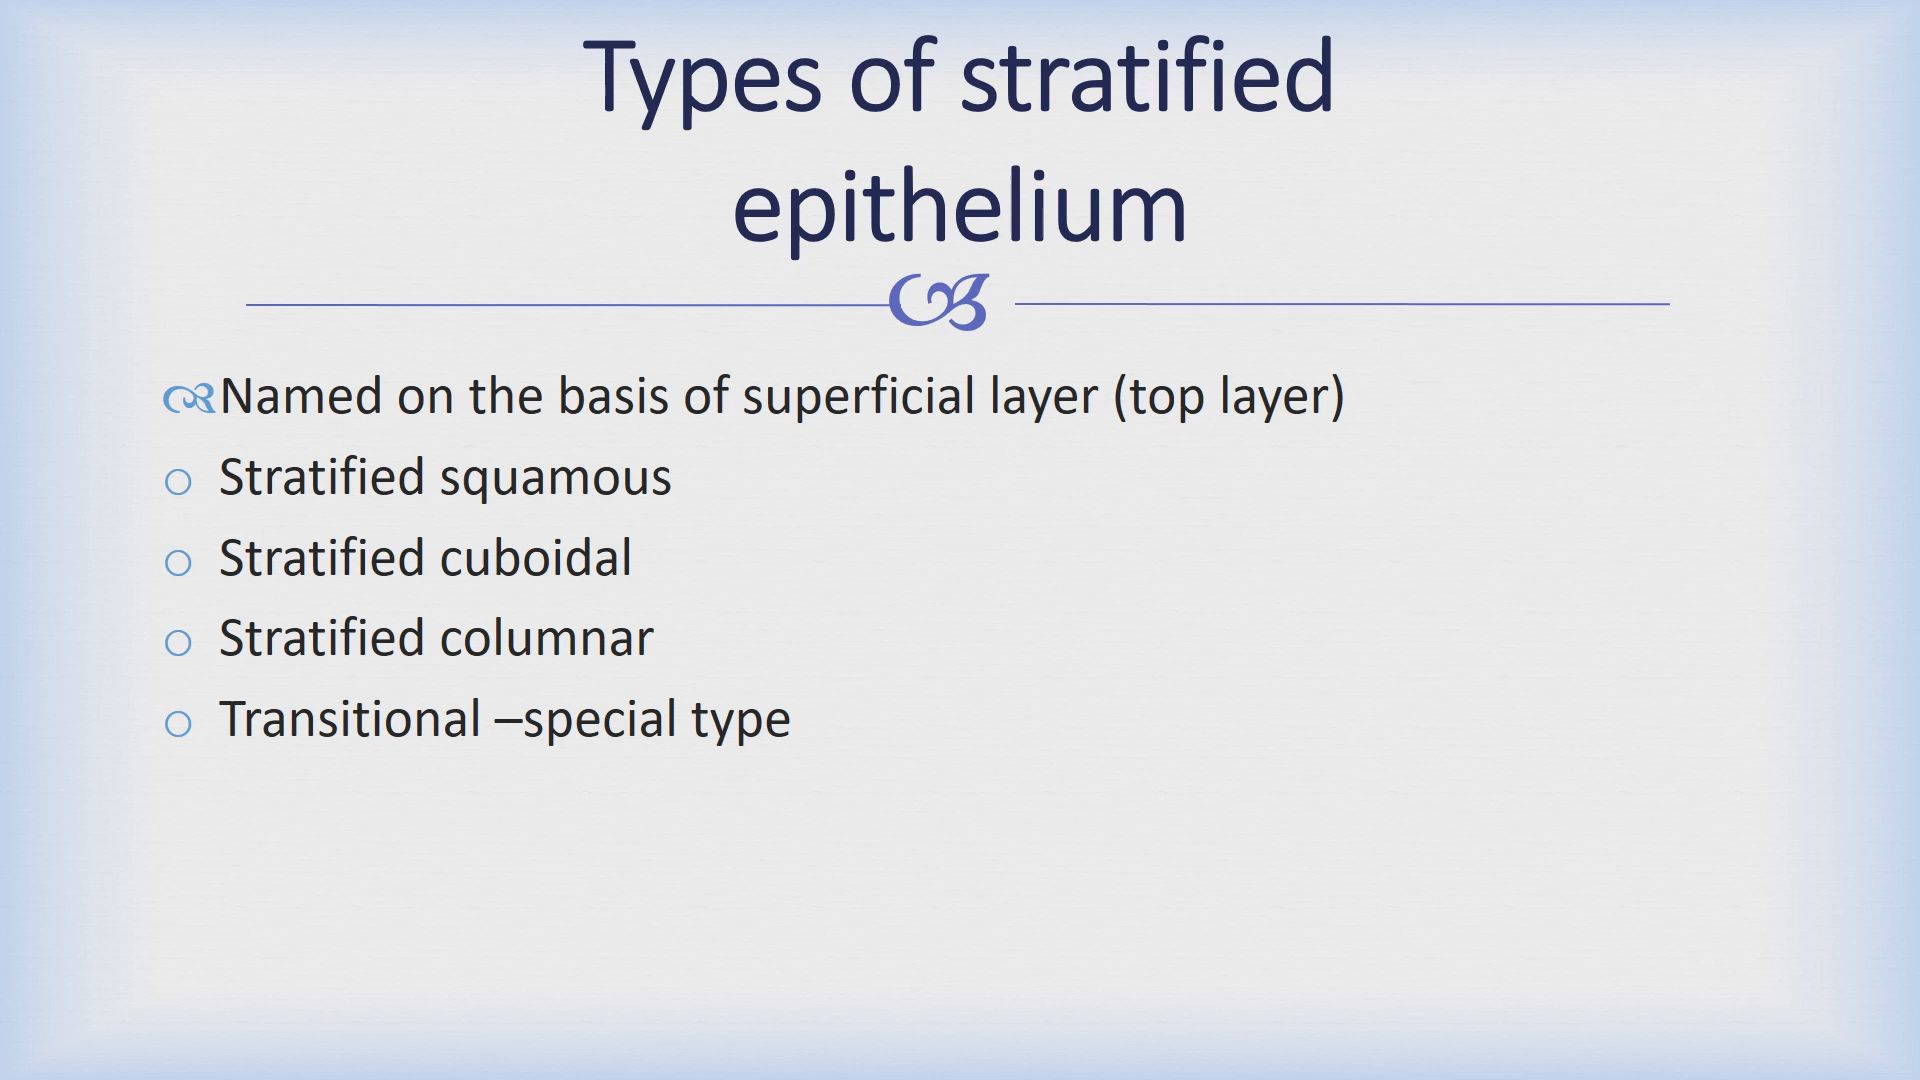 Types of stratified
epithelium
Named on the basis of superficial layer (top layer)
Stratified squamous
Stratified cuboidal
Stratified columnar
Transitional –special type